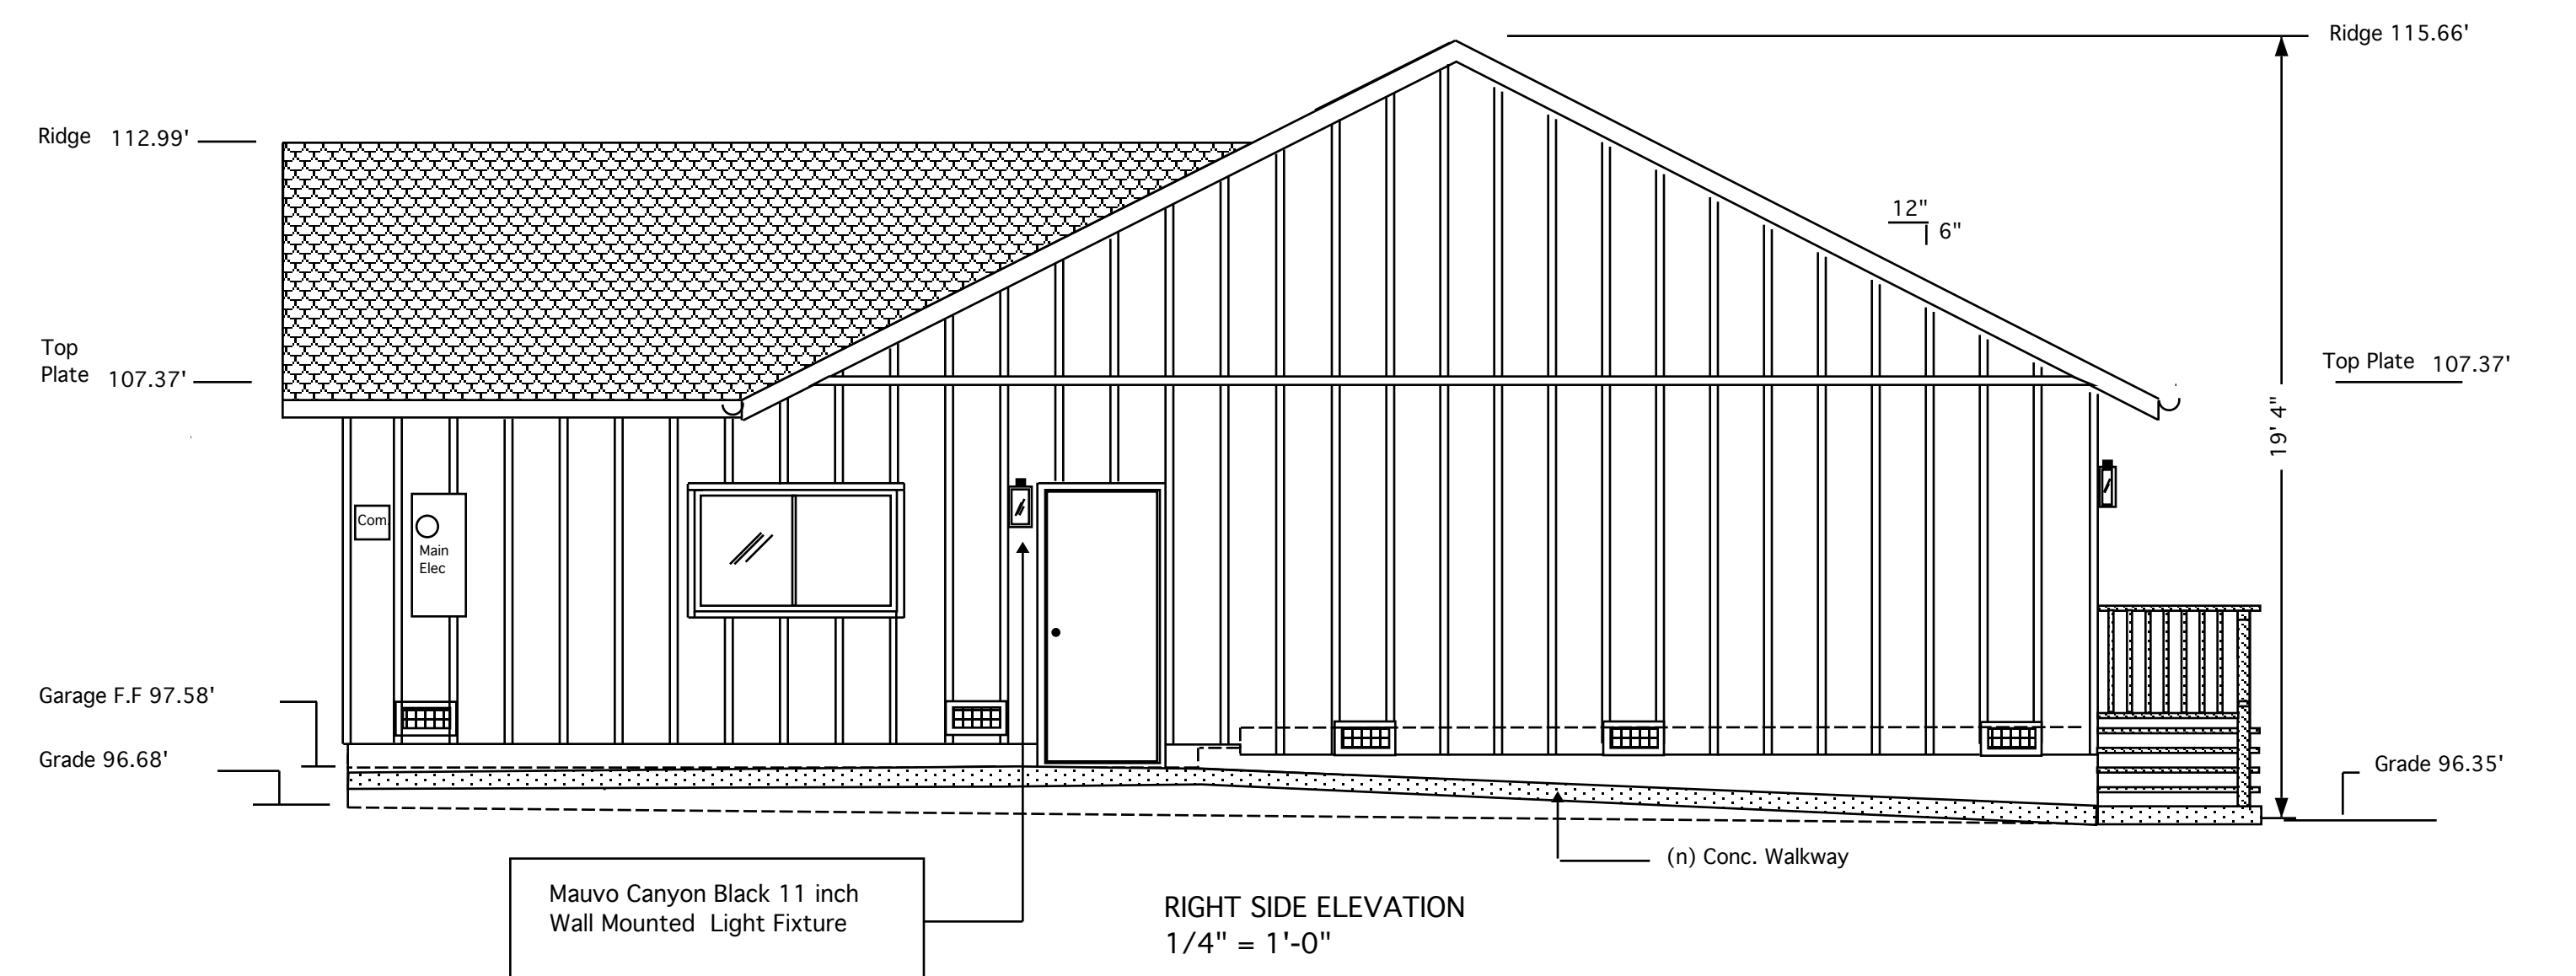 Ridge 115.66'
Ridge 112.99'
12"
6"
Top
Plate 107.37'
Top Plate 107.37'
19' 4"
Com.
Main
Elec
Garage F.F 97.58'
Grade 96.68'
Grade 96.35'
(n) Conc. Walkway
Mauvo Canyon Black 11 inch
Wall Mounted Light Fixture
RIGHT SIDE ELEVATION
1/4" = 1'-0"